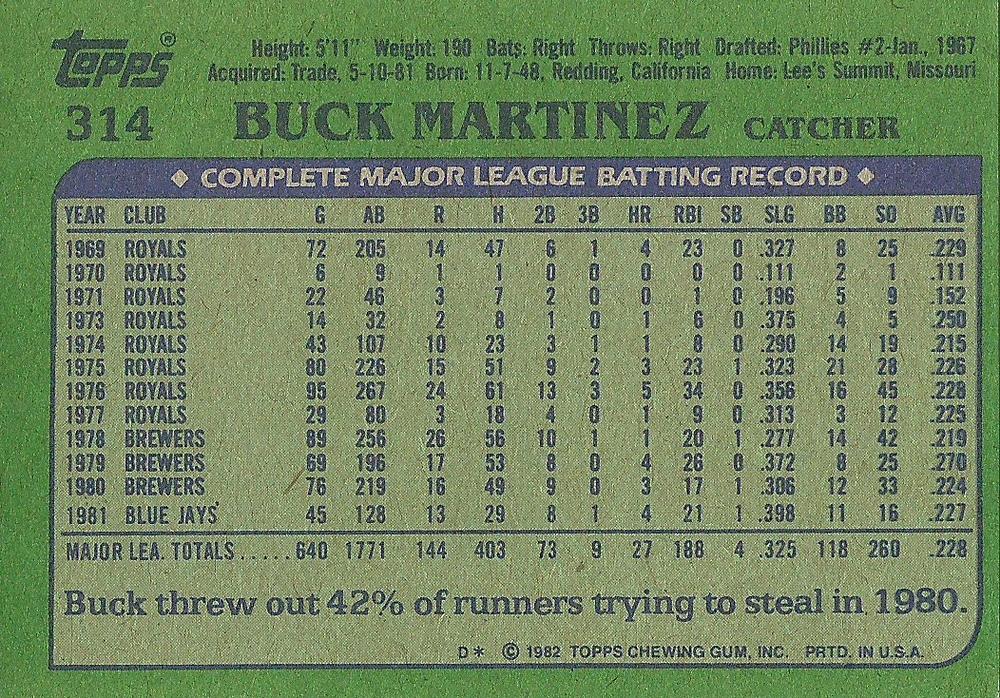 Topps®
Height: 5'11" Weight: 190 Bats: Right Throws: Right Drafted: Phillies #2-Jan., 1967
Acquired: Trade, 5-10-81 Born: 11-7-48, Redding, California Home: Lee's Summit, Missouri
314 BUCK MARTINEZ CATCHER
◆ COMPLETE MAJOR LEAGUE BATTING RECORD ◆
YEAR CLUB G AB R H 2B 3B HR RBI SB SLG BB SO AVG
1969 ROYALS 72 205 14 47 6 1 4 23 0 .327 8 25 .229
1970 ROYALS 6 9 1 1 0 0 0 0 0 .111 2 1 .111
1971 ROYALS 22 46 3 7 2 0 0 1 0 .196 5 9 .152
1973 ROYALS 14 32 2 8 1 0 1 6 0 .375 4 5 .250
1974 ROYALS 43 107 10 23 3 1 1 8 0 .290 14 19 .215
1975 ROYALS 80 226 15 51 9 2 3 23 1 .323 21 28 .226
1976 ROYALS 95 267 24 61 13 3 5 34 0 .356 16 45 .228
1977 ROYALS 29 80 3 18 4 0 1 9 0 .313 3 12 .225
1978 BREWERS 89 256 26 56 10 1 1 20 1 .277 14 42 .219
1979 BREWERS 69 196 17 53 8 0 4 26 0 .372 8 25 .270
1980 BREWERS 76 219 16 49 9 0 3 17 1 .306 12 33 .224
1981 BLUE JAYS 45 128 13 29 8 1 4 21 1 .398 11 16 .227
MAJOR LEA. TOTALS.....640 1771 144 403 73 9 27 188 4 .325 118 260 .228
Buck threw out 42% of runners trying to steal in 1980.
D* © 1982 TOPPS CHEWING GUM, INC. PRTD. IN U.S.A.